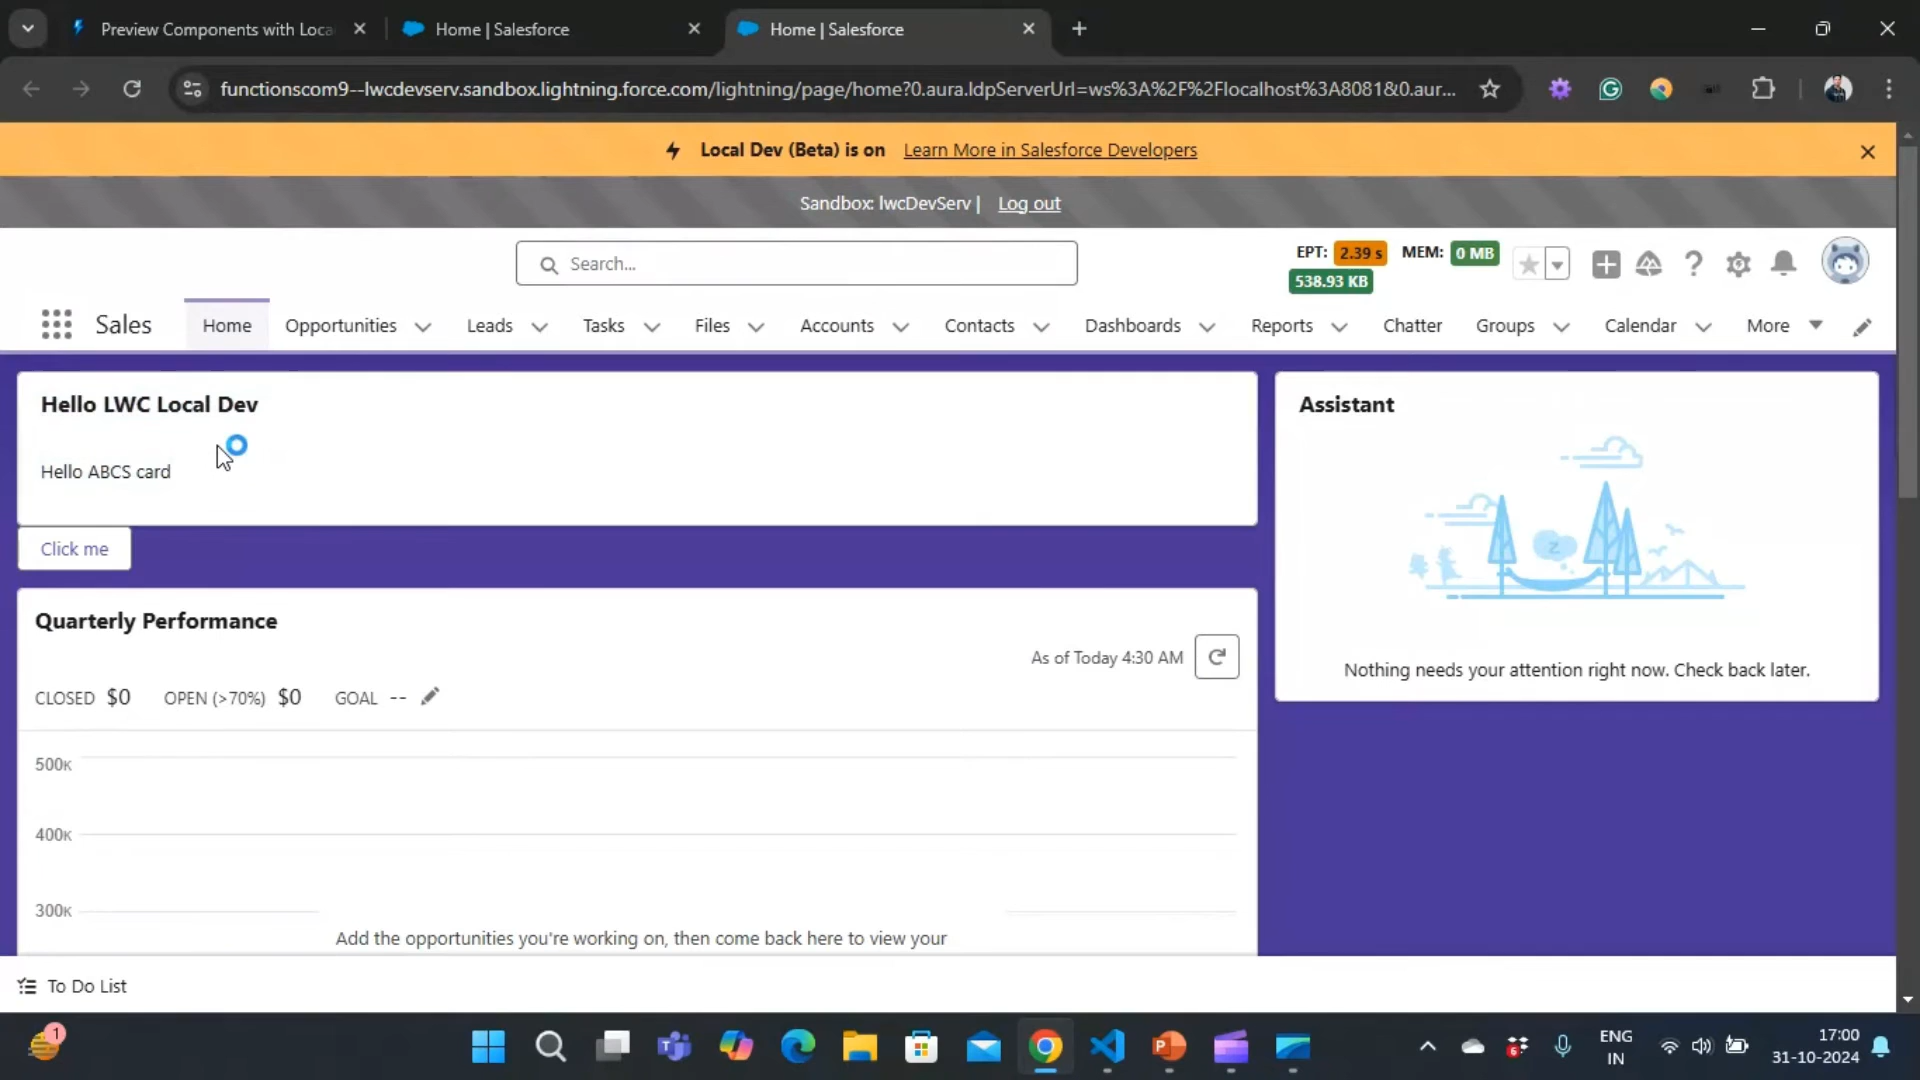 Preview Components with Loca
Home | Salesforce
Home | Salesforce
functionscom9--lwcdevserv.sandbox.lightning.force.com/lightning/page/home?0.aura.ldpServerUrl=ws%3A%2F%2Flocalhost%3A8081&0.aur...
Local Dev (Beta) is on Learn More in Salesforce Developers
Sandbox: lwcDevServ | Log out
Search...
EPT: 2.39 s MEM: 0 MB
538.93 KB
Sales Home Opportunities Leads Tasks Files Accounts Contacts Dashboards Reports Chatter Groups Calendar More
Hello LWC Local Dev
Hello ABCS card
Click me
Assistant
Nothing needs your attention right now. Check back later.
Quarterly Performance
As of Today 4:30 AM
CLOSED $0 OPEN (>70%) $0 GOAL --
500K
400K
300K
Add the opportunities you're working on, then come back here to view your
To Do List
1
6
ENG
IN
17:00
31-10-2024